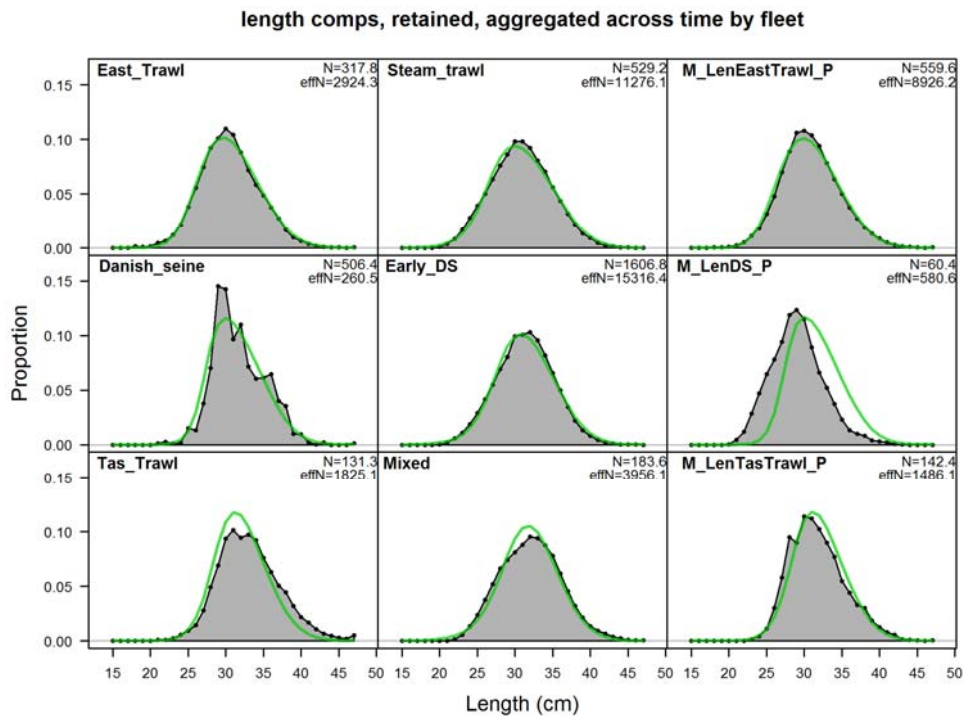 length comps, retained, aggregated across time by fleet
East_Trawl
N=317.8
effN=2924.3
Steam_trawl
N=529.2
effN=11276.1
M_LenEastTrawl_P
N=559.6
effN=8926.2
0.15
0.10
0.05
0.00
Danish_seine
N=506.4
effN=260.5
Early_DS
N=1606.8
effN=15316.4
M_LenDS_P
N=60.4
effN=580.6
0.15
0.10
0.05
0.00
Proportion
Tas_Trawl
N=131.3
effN=1825.1
Mixed
N=183.6
effN=3956.1
M_LenTasTrawl_P
N=142.4
effN=1486.1
0.15
0.10
0.05
0.00
15 20 25 30 35 40 45 50 15 20 25 30 35 40 45 50 15 20 25 30 35 40 45 50
Length (cm)